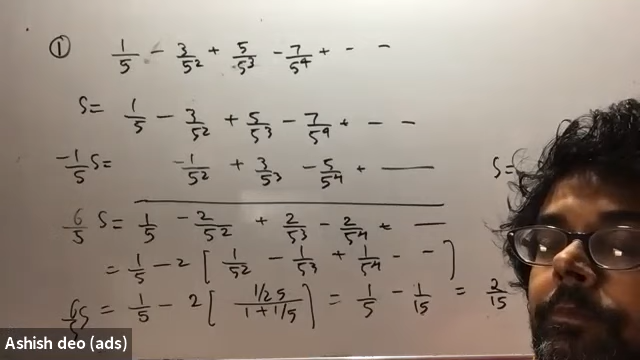 ① 1/5 - 3/5² + 5/5³ - 7/5⁴ + - -
S = 1/5 - 3/5² + 5/5³ - 7/5⁴ + - -
-1/5 S = -1/5² + 3/5³ - 5/5⁴ + ———
S =
6/5 S = 1/5 - 2/5² + 2/5³ - 2/5⁴ + —
= 1/5 - 2 [ 1/5² - 1/5³ + 1/5⁴ - - ]
6/5 S = 1/5 - 2 [ (1/25)/(1 + 1/5) ] = 1/5 - 1/15 = 2/15
Ashish deo (ads)